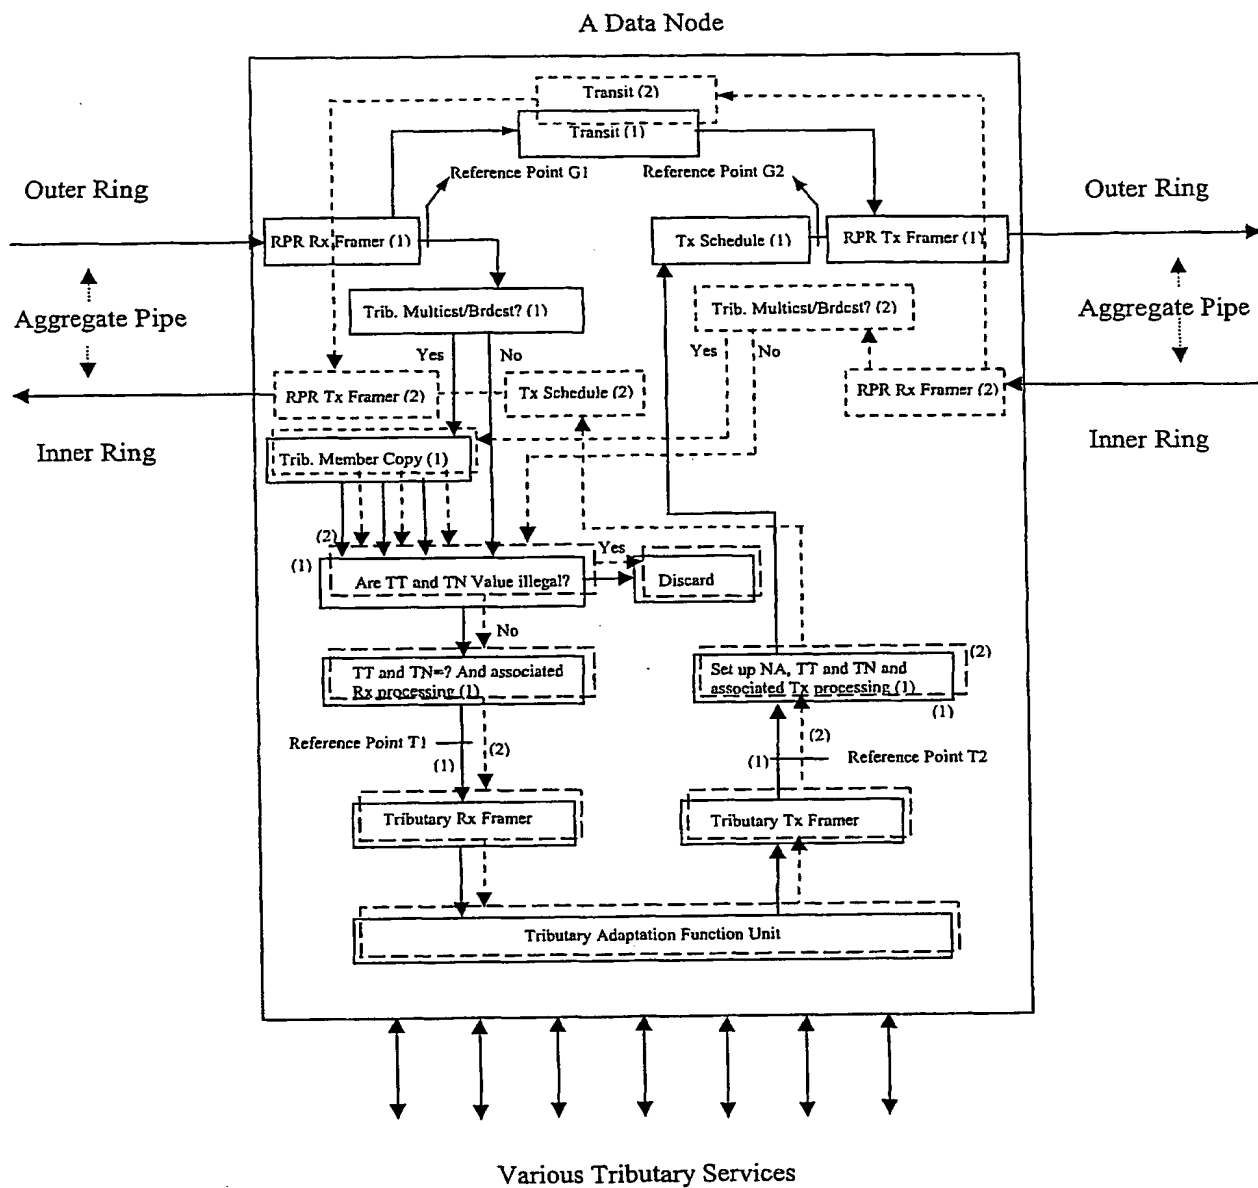 A Data Node
Transit (2)
Transit (1)
Reference Point G1
Reference Point G2
Outer Ring
Outer Ring
RPR Rx Framer (1)
Tx Schedule (1)
RPR Tx Framer (1)
Trib. Multicst/Brdcst? (1)
Trib. Multicst/Brdcst? (2)
Aggregate Pipe
Aggregate Pipe
Yes
No
Yes
No
RPR Tx Framer (2)
Tx Schedule (2)
RPR Rx Framer (2)
Inner Ring
Inner Ring
Trib. Member Copy (1)
(2)
(1)
Yes
Are TT and TN Value illegal?
Discard
No
TT and TN=? And associated
Rx processing (1)
Set up NA, TT and TN and
associated Tx processing (1)
(2)
(1)
Reference Point T1
(2)
(1)
(2)
(1)
Reference Point T2
Tributary Rx Framer
Tributary Tx Framer
Tributary Adaptation Function Unit
Various Tributary Services